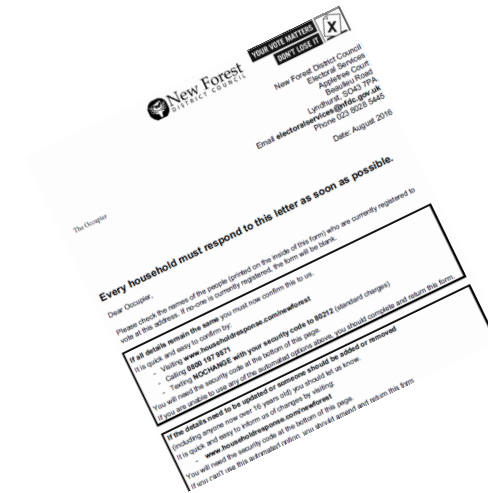 YOUR VOTE MATTERS
DON'T LOSE IT
X
New Forest
DISTRICT COUNCIL
New Forest District Council
Electoral Services
Appletree Court
Beaulieu Road
Lyndhurst, SO43 7PA
Email electoralservices@nfdc.gov.uk
Phone 023 8028 5445
Date: August 2016
The Occupier
Every household must respond to this letter as soon as possible.
Dear Occupier,
Please check the names of the people (printed on the inside of this form) who are currently registered to
vote at this address. If no-one is currently registered, the form will be blank.
If all details remain the same you must now confirm this to us.
It is quick and easy to confirm by:
- Visiting www.householdresponse.com/newforest
- Calling 0800 197 9871
- Texting NOCHANGE with your security code to 80212 (standard charges)
You will need the security code at the bottom of this page.
If you are unable to use any of the automated options above, you should complete and return this form.
If the details need to be updated or someone should be added or removed
(including anyone now over 16 years old) you should let us know.
It is quick and easy to inform us of changes by visiting:
- www.householdresponse.com/newforest
You will need the security code at the bottom of this page.
If you can't use this automated option, you should amend and return this form